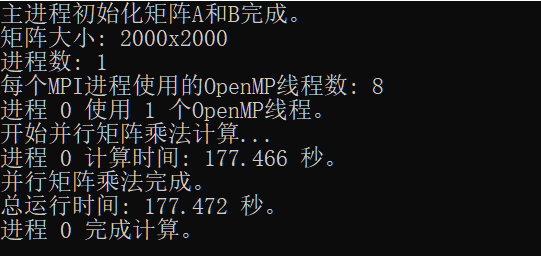 主进程初始化矩阵A和B完成。
矩阵大小: 2000x2000
进程数: 1
每个MPI进程使用的OpenMP线程数: 8
进程 0 使用 1 个OpenMP线程。
开始并行矩阵乘法计算...
进程 0 计算时间: 177.466 秒。
并行矩阵乘法完成。
总运行时间: 177.472 秒。
进程 0 完成计算。